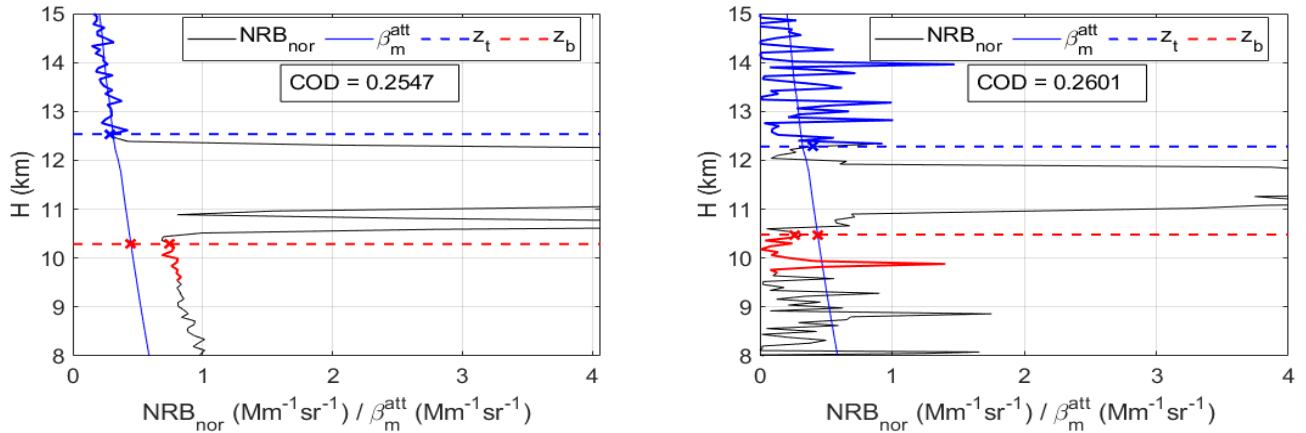 15
14
13
12
11
10
9
8
H (km)
NRB_nor β_m^att z_t z_b
COD = 0.2547
0 1 2 3 4
NRB_nor (Mm^-1sr^-1) / β_m^att (Mm^-1sr^-1)
15
14
13
12
11
10
9
8
H (km)
NRB_nor β_m^att z_t z_b
COD = 0.2601
0 1 2 3 4
NRB_nor (Mm^-1sr^-1) / β_m^att (Mm^-1sr^-1)